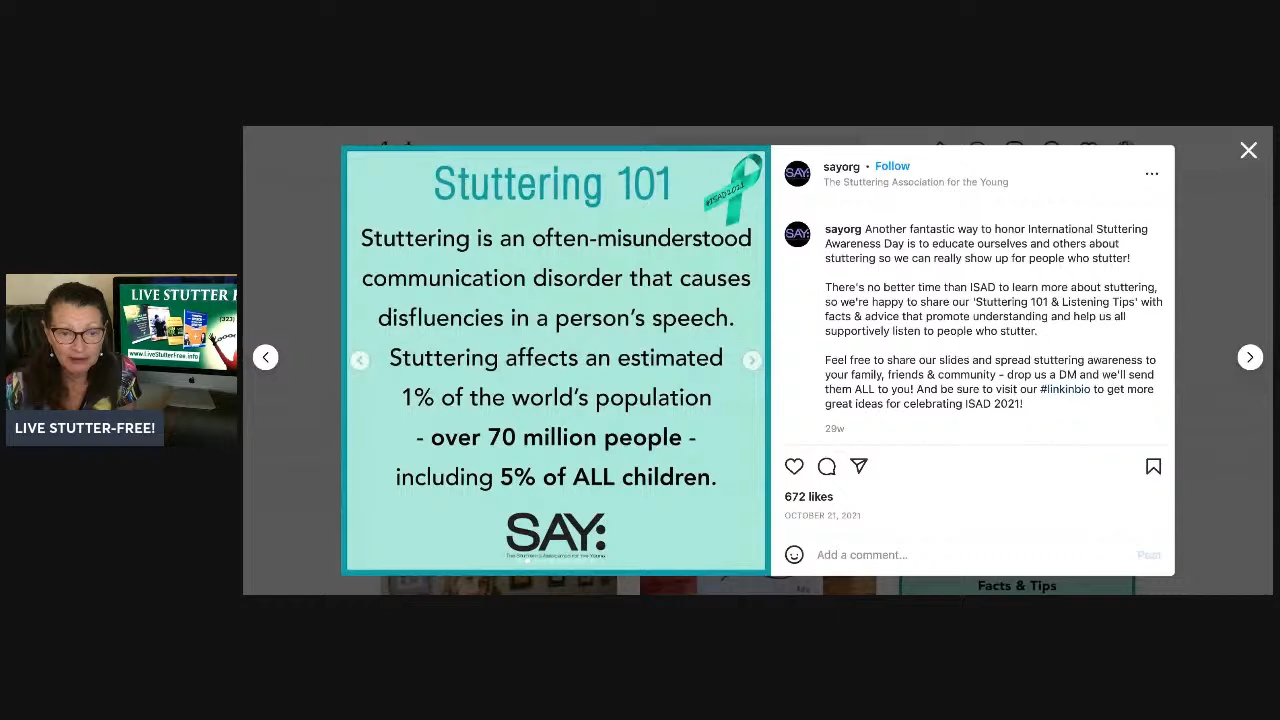 LIVE STUTTER
(323)
www.LiveStutterFree.info
LIVE STUTTER-FREE!
Stuttering 101
#ISAD2021
Stuttering is an often-misunderstood
communication disorder that causes
disfluencies in a person's speech.
Stuttering affects an estimated
1% of the world's population
- over 70 million people -
including 5% of ALL children.
SAY:
The Stuttering Association for the Young
SAY:
sayorg • Follow
The Stuttering Association for the Young
SAY:
sayorg Another fantastic way to honor International Stuttering
Awareness Day is to educate ourselves and others about
stuttering so we can really show up for people who stutter!
There's no better time than ISAD to learn more about stuttering,
so we're happy to share our 'Stuttering 101 & Listening Tips' with
facts & advice that promote understanding and help us all
supportively listen to people who stutter.
Feel free to share our slides and spread stuttering awareness to
your family, friends & community - drop us a DM and we'll send
them ALL to you! And be sure to visit our #linkinbio to get more
great ideas for celebrating ISAD 2021!
29w
672 likes
OCTOBER 21, 2021
Add a comment...
Post
Facts & Tips